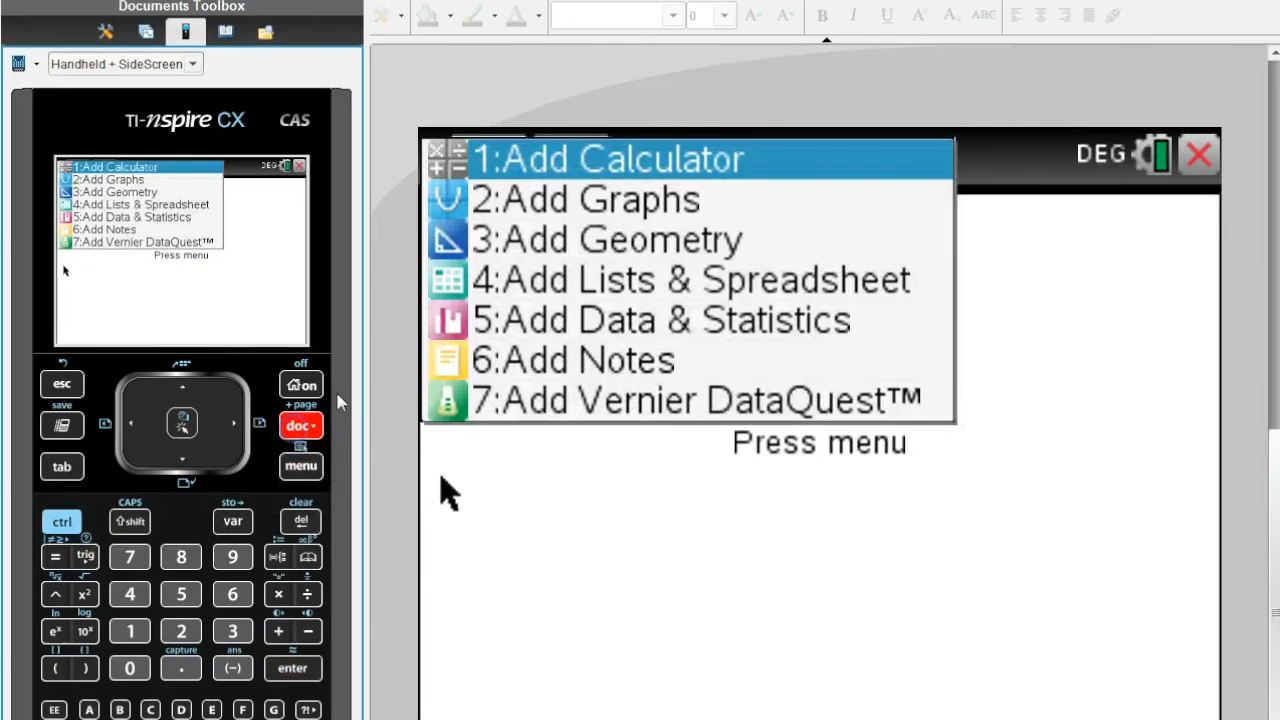 Documents Toolbox
Handheld + SideScreen
0
B I U A A ABC
TI-nspire CX CAS
1:Add Calculator
2:Add Graphs
3:Add Geometry
4:Add Lists & Spreadsheet
5:Add Data & Statistics
6:Add Notes
7:Add Vernier DataQuest™
Press menu
DEG
1:Add Calculator
2:Add Graphs
3:Add Geometry
4:Add Lists & Spreadsheet
5:Add Data & Statistics
6:Add Notes
7:Add Vernier DataQuest™
Press menu
DEG
off
esc on
save + page
doc
tab menu
CAPS sto→ clear
ctrl shift var del
= trig 7 8 9
^ x² 4 5 6 × ÷
ln log
eˣ 10ˣ 1 2 3 + −
[ ] { } capture ans ≈
( ) 0 . (−) enter
EE A B C D E F G ?!▸